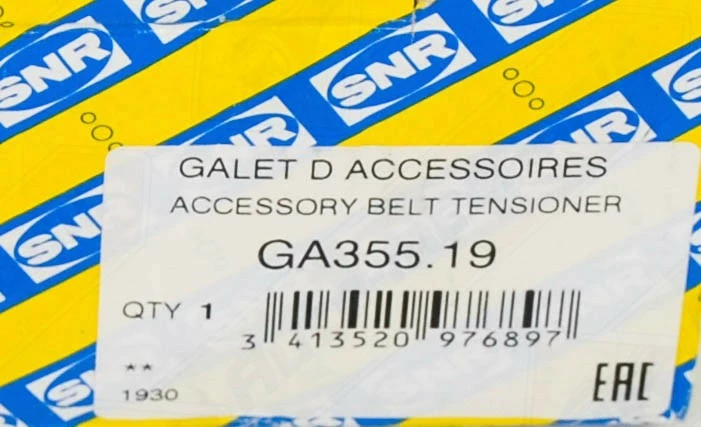 SNR
SNR
SNR
GALET D ACCESSOIRES
ACCESSORY BELT TENSIONER
GA355.19
SNR
QTY 1
3 413520 976897
**
1930
EAC
SNR